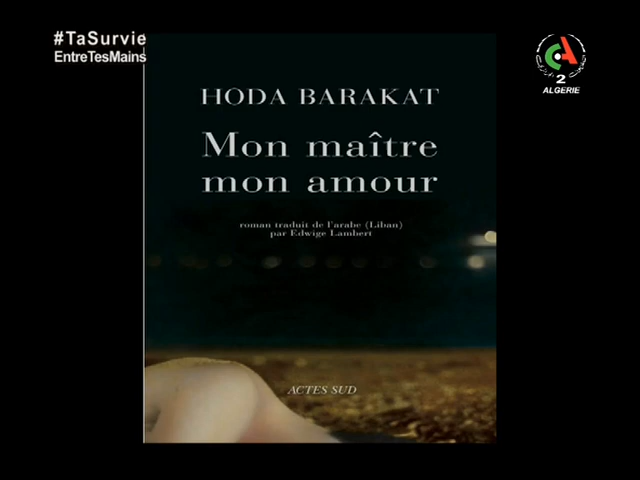 #TaSurvie
EntreTesMains
2
ALGERIE
HODA BARAKAT
Mon maître
mon amour
roman traduit de l'arabe (Liban)
par Edwige Lambert
ACTES SUD